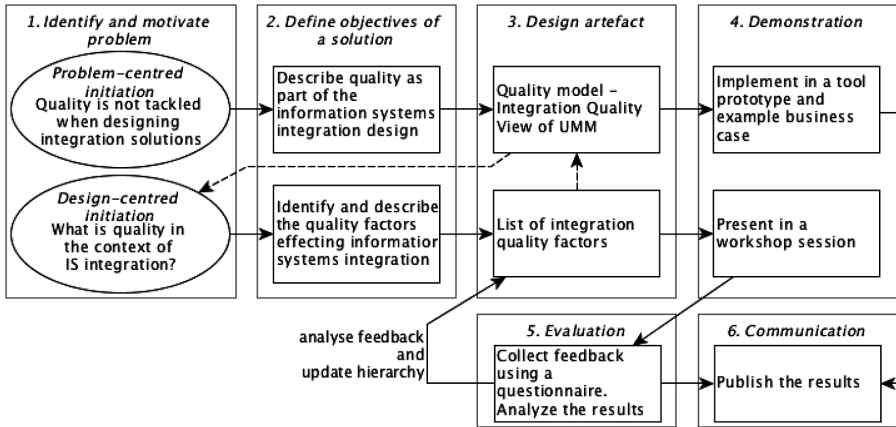 1. Identify and motivate
problem
Problem-centred
initiation
Quality is not tackled
when designing
integration solutions
Design-centred
initiation
What is quality in
the context of
IS integration?
2. Define objectives of
a solution
Describe quality as
part of the
information systems
integration design
Identify and describe
the quality factors
effecting informatior
systems integration
3. Design artefact
Quality model -
Integration Quality
View of UMM
List of integration
quality factors
4. Demonstration
Implement in a tool
prototype and
example business
case
Present in a
workshop session
analyse feedback
and
update hierarchy
5. Evaluation
Collect feedback
using a
questionnaire.
Analyze the results
6. Communication
Publish the results